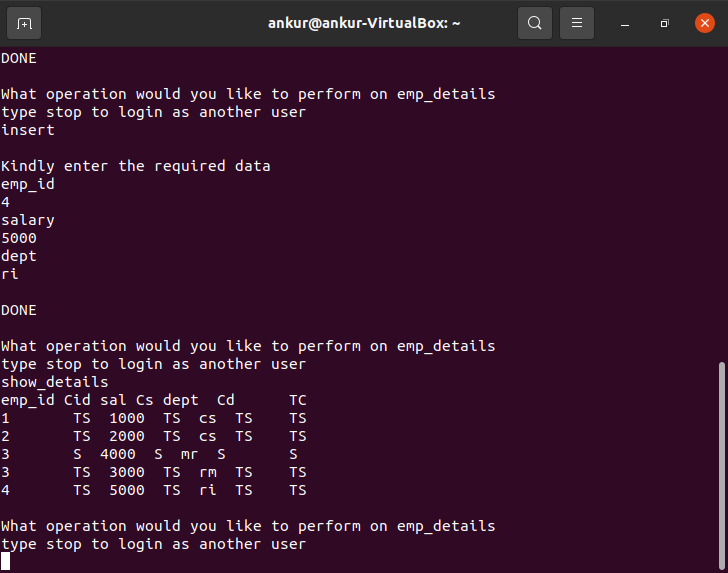 ankur@ankur-VirtualBox: ~
DONE
What operation would you like to perform on emp_details
type stop to login as another user
insert
Kindly enter the required data
emp_id
4
salary
5000
dept
ri
DONE
What operation would you like to perform on emp_details
type stop to login as another user
show_details
emp_id Cid sal Cs dept  Cd      TC
1       TS  1000  TS  cs  TS    TS
2       TS  2000  TS  cs  TS    TS
3       S  4000  S  mr  S       S
3       TS  3000  TS  rm  TS    TS
4       TS  5000  TS  ri  TS    TS
What operation would you like to perform on emp_details
type stop to login as another user